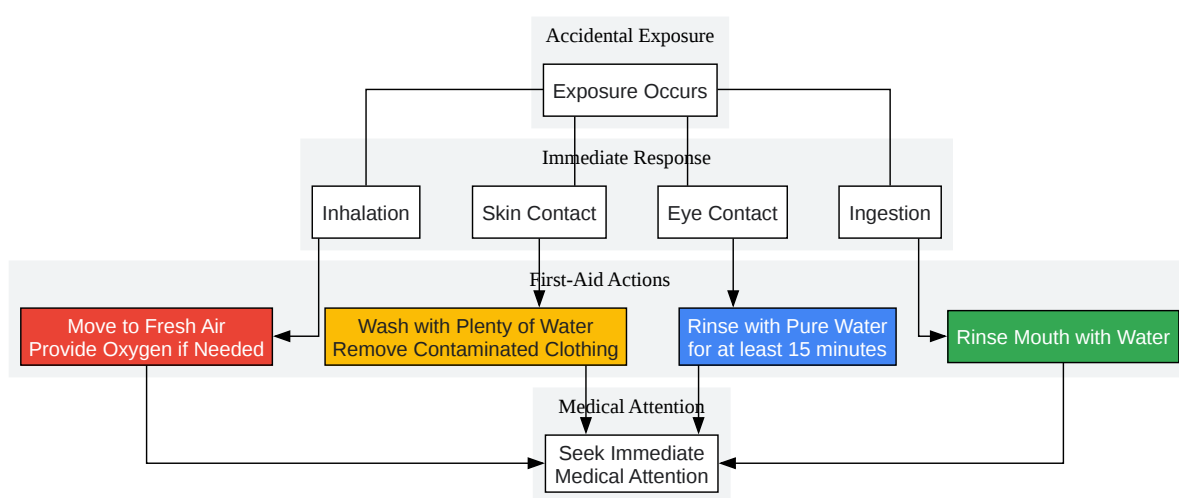 Accidental Exposure
Exposure Occurs
Immediate Response
Inhalation
Skin Contact
Eye Contact
Ingestion
First-Aid Actions
Move to Fresh Air
Provide Oxygen if Needed
Wash with Plenty of Water
Remove Contaminated Clothing
Rinse with Pure Water
for at least 15 minutes
Rinse Mouth with Water
Medical Attention
Seek Immediate
Medical Attention